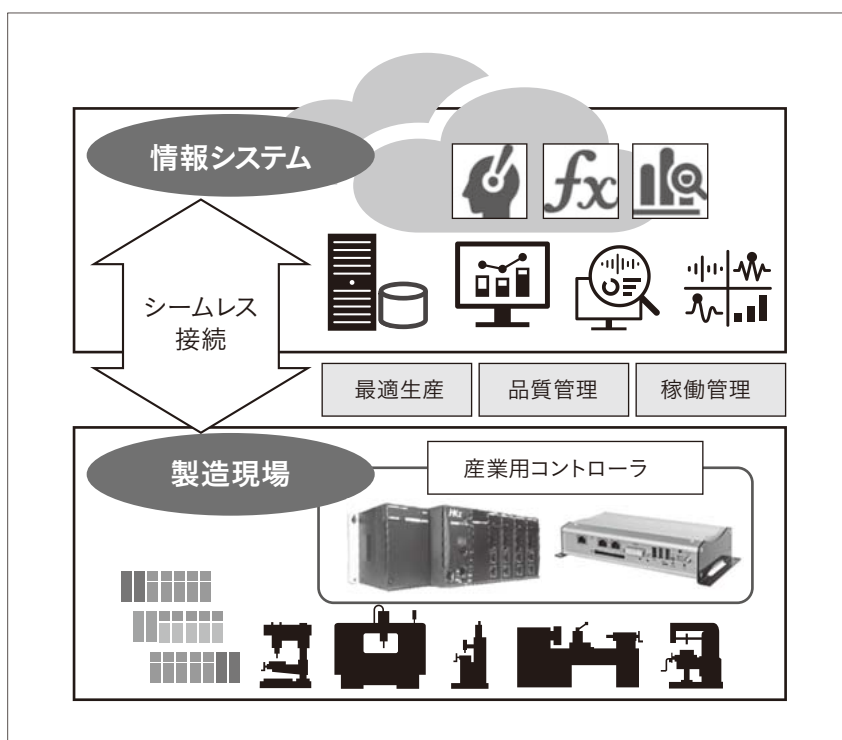 情報システム
fx
シームレス
接続
最適生産
品質管理
稼働管理
製造現場
産業用コントローラ